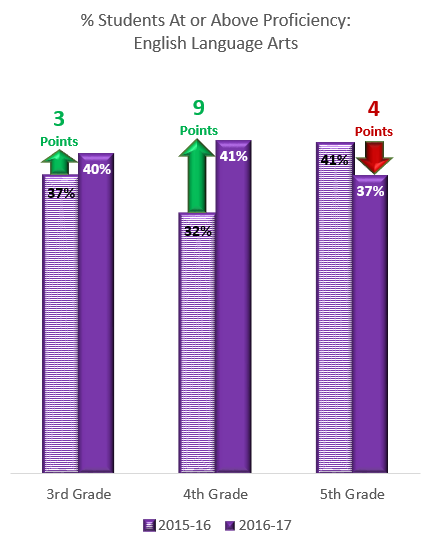 % Students At or Above Proficiency:
English Language Arts
3
Points
9
Points
4
Points
37%
40%
32%
41%
41%
37%
3rd Grade
4th Grade
5th Grade
2015-16
2016-17